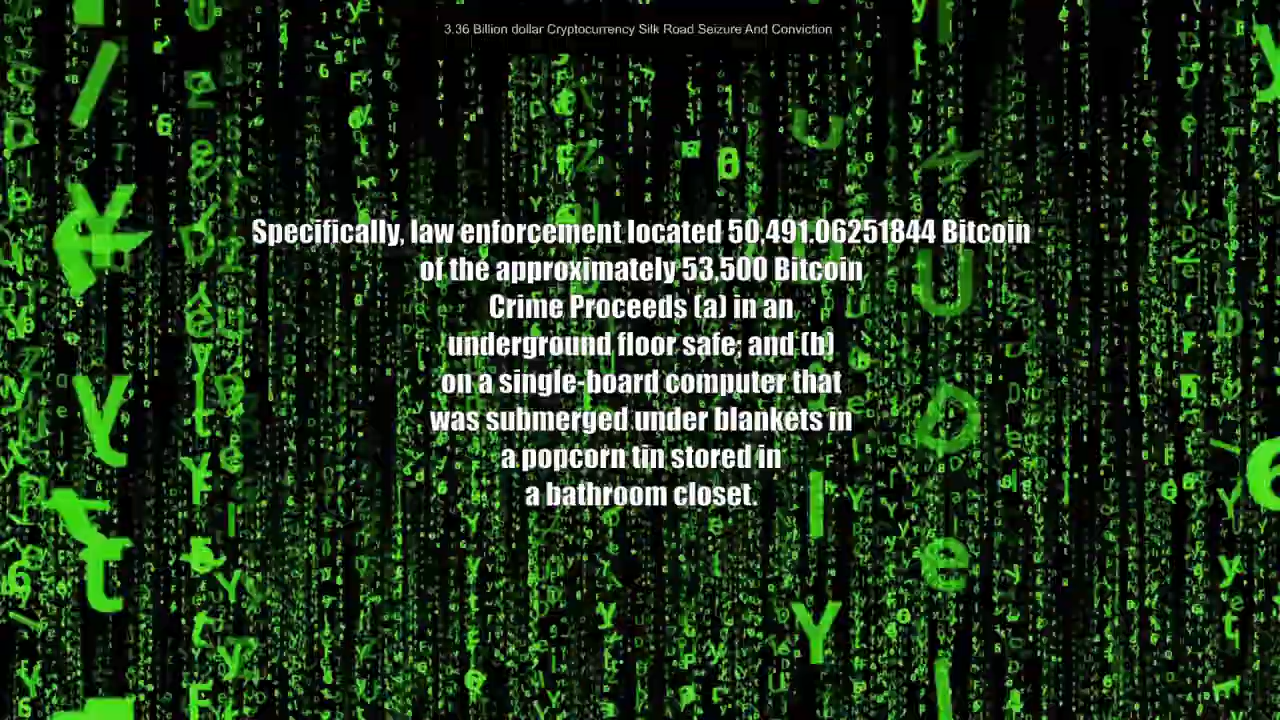 3.36 Billion dollar Cryptocurrency Silk Road Seizure And Conviction
Specifically, law enforcement located 50,491.06251844 Bitcoin
of the approximately 53,500 Bitcoin
Crime Proceeds (a) in an
underground floor safe; and (b)
on a single-board computer that
was submerged under blankets in
a popcorn tin stored in
a bathroom closet.